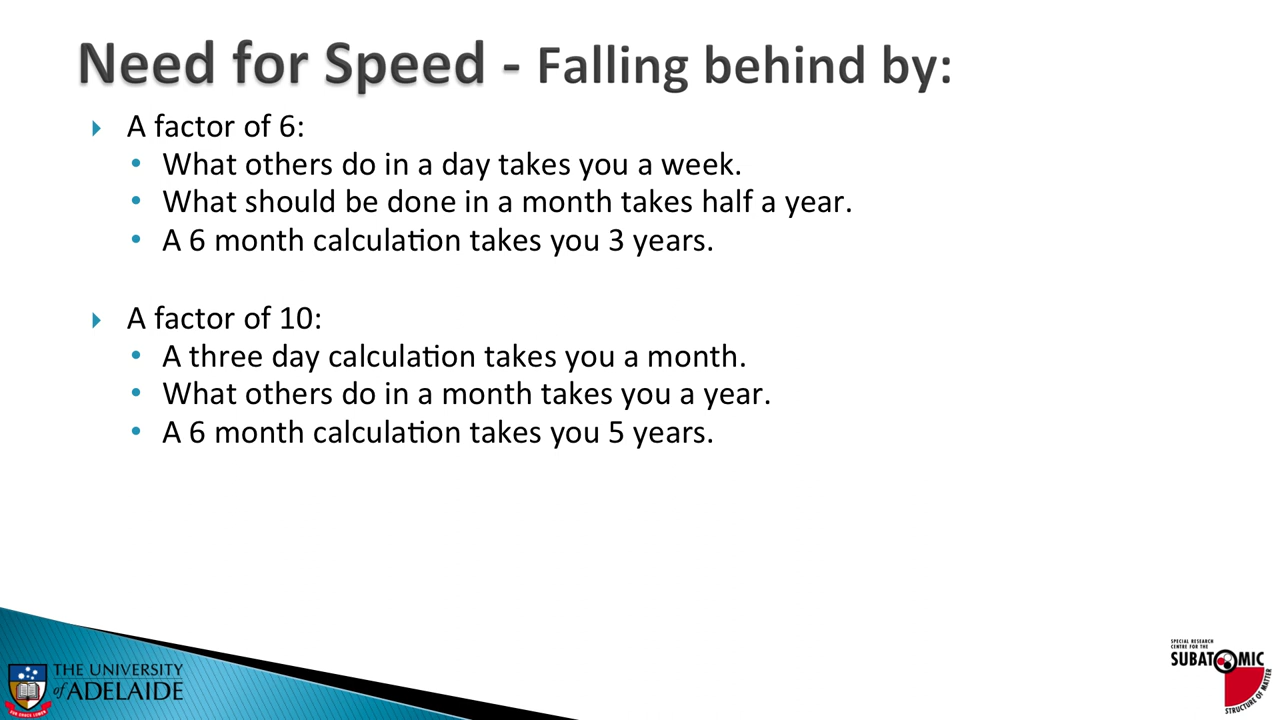 Need for Speed - Falling behind by:
A factor of 6:
What others do in a day takes you a week.
What should be done in a month takes half a year.
A 6 month calculation takes you 3 years.
A factor of 10:
A three day calculation takes you a month.
What others do in a month takes you a year.
A 6 month calculation takes you 5 years.
THE UNIVERSITY
of ADELAIDE
SPECIAL RESEARCH
CENTRE FOR THE
SUBATOMIC
STRUCTURE OF MATTER